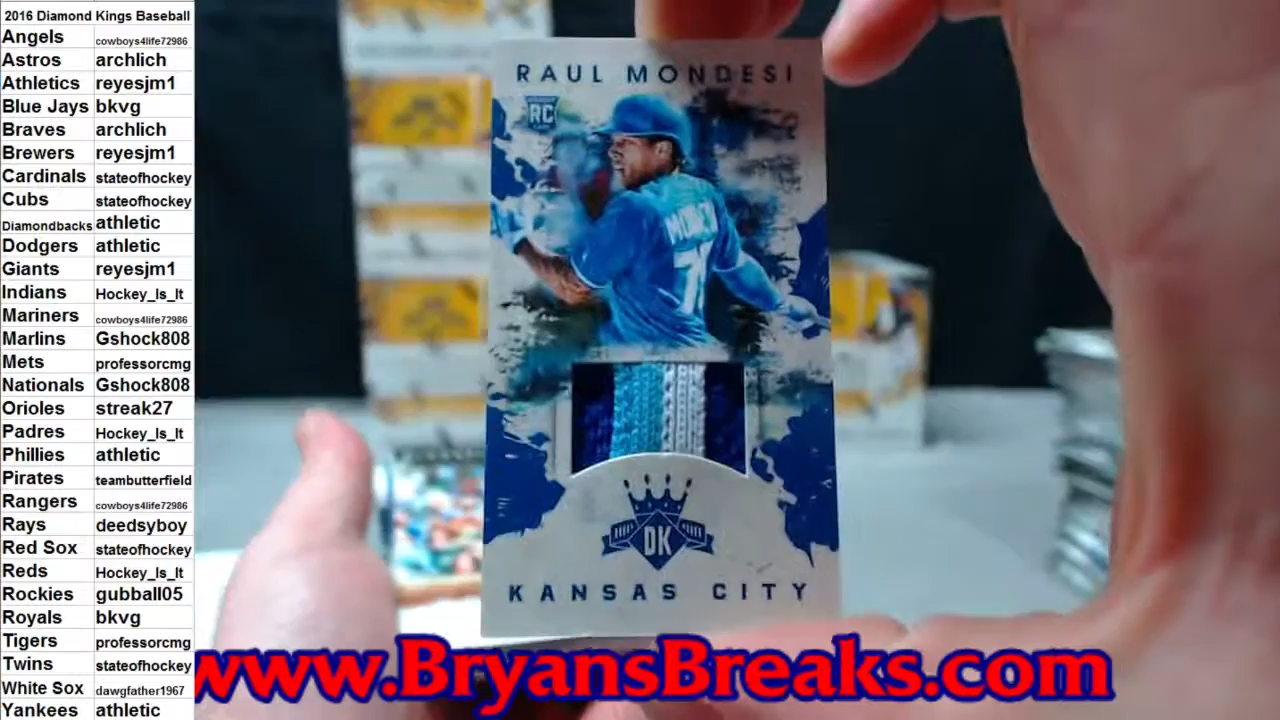 2016 Diamond Kings Baseball
Angels cowboys4life72986
Astros archlich
Athletics reyesjm1
Blue Jays bkvg
Braves archlich
Brewers reyesjm1
Cardinals stateofhockey
Cubs stateofhockey
Diamondbacks athletic
Dodgers athletic
Giants reyesjm1
Indians Hockey_Is_It
Mariners cowboys4life72986
Marlins Gshock808
Mets professorcmg
Nationals Gshock808
Orioles streak27
Padres Hockey_Is_It
Phillies athletic
Pirates teambutterfield
Rangers cowboys4life72986
Rays deedsyboy
Red Sox stateofhockey
Reds Hockey_Is_It
Rockies gubball05
Royals bkvg
Tigers professorcmg
Twins stateofhockey
White Sox dawgfather1967
Yankees athletic
RAUL MONDESI
RC
DK
KANSAS CITY
www.BryansBreaks.com